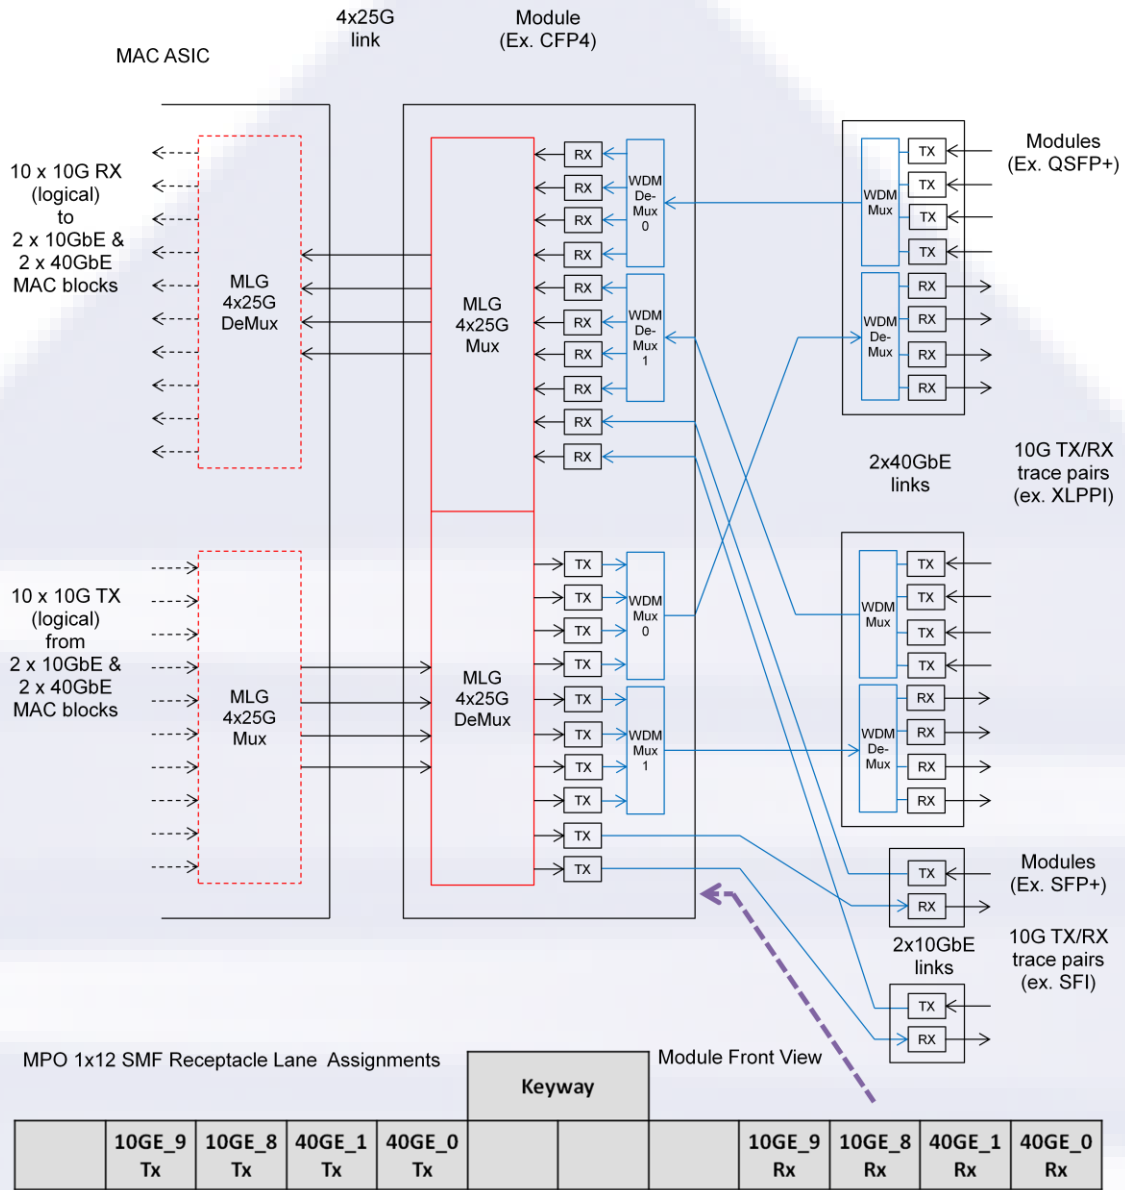 4x25G
link
Module
(Ex. CFP4)
MAC ASIC
10 x 10G RX
(logical)
to
2 x 10GbE &
2 x 40GbE
MAC blocks
MLG
4x25G
DeMux
MLG
4x25G
Mux
RX
RX
RX
RX
RX
RX
RX
RX
RX
RX
WDM
De-
Mux
0
WDM
De-
Mux
1
WDM
Mux
TX
TX
TX
TX
WDM
De-
Mux
RX
RX
RX
RX
Modules
(Ex. QSFP+)
2x40GbE
links
10G TX/RX
trace pairs
(ex. XLPPI)
10 x 10G TX
(logical)
from
2 x 10GbE &
2 x 40GbE
MAC blocks
MLG
4x25G
Mux
MLG
4x25G
DeMux
TX
TX
TX
TX
TX
TX
TX
TX
TX
TX
WDM
Mux
0
WDM
Mux
1
WDM
Mux
TX
TX
TX
TX
WDM
De-
Mux
RX
RX
RX
RX
TX
RX
Modules
(Ex. SFP+)
2x10GbE
links
10G TX/RX
trace pairs
(ex. SFI)
TX
RX
MPO 1x12 SMF Receptacle Lane Assignments
Keyway
Module Front View
10GE_9
Tx
10GE_8
Tx
40GE_1
Tx
40GE_0
Tx
10GE_9
Rx
10GE_8
Rx
40GE_1
Rx
40GE_0
Rx